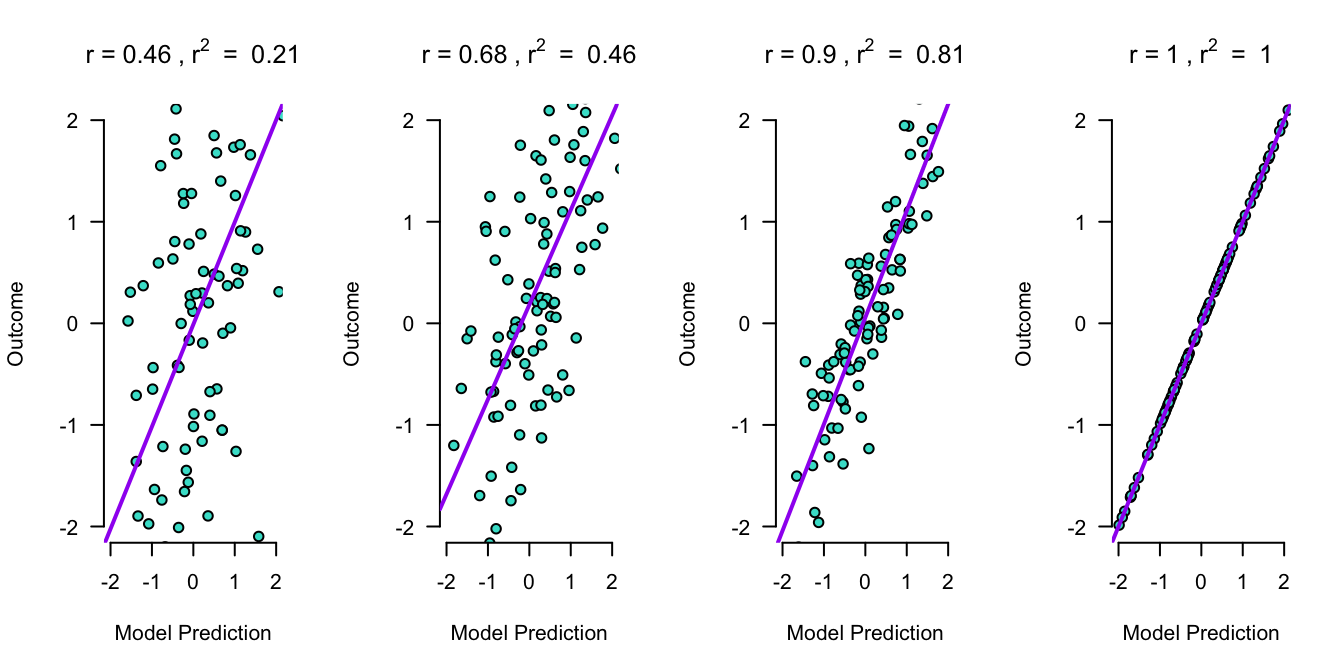 r = 0.46 , r² = 0.21
Outcome
2
1
0
-1
-2
-2 -1 0 1 2
Model Prediction
r = 0.68 , r² = 0.46
Outcome
2
1
0
-1
-2
-2 -1 0 1 2
Model Prediction
r = 0.9 , r² = 0.81
Outcome
2
1
0
-1
-2
-2 -1 0 1 2
Model Prediction
r = 1 , r² = 1
Outcome
2
1
0
-1
-2
-2 -1 0 1 2
Model Prediction